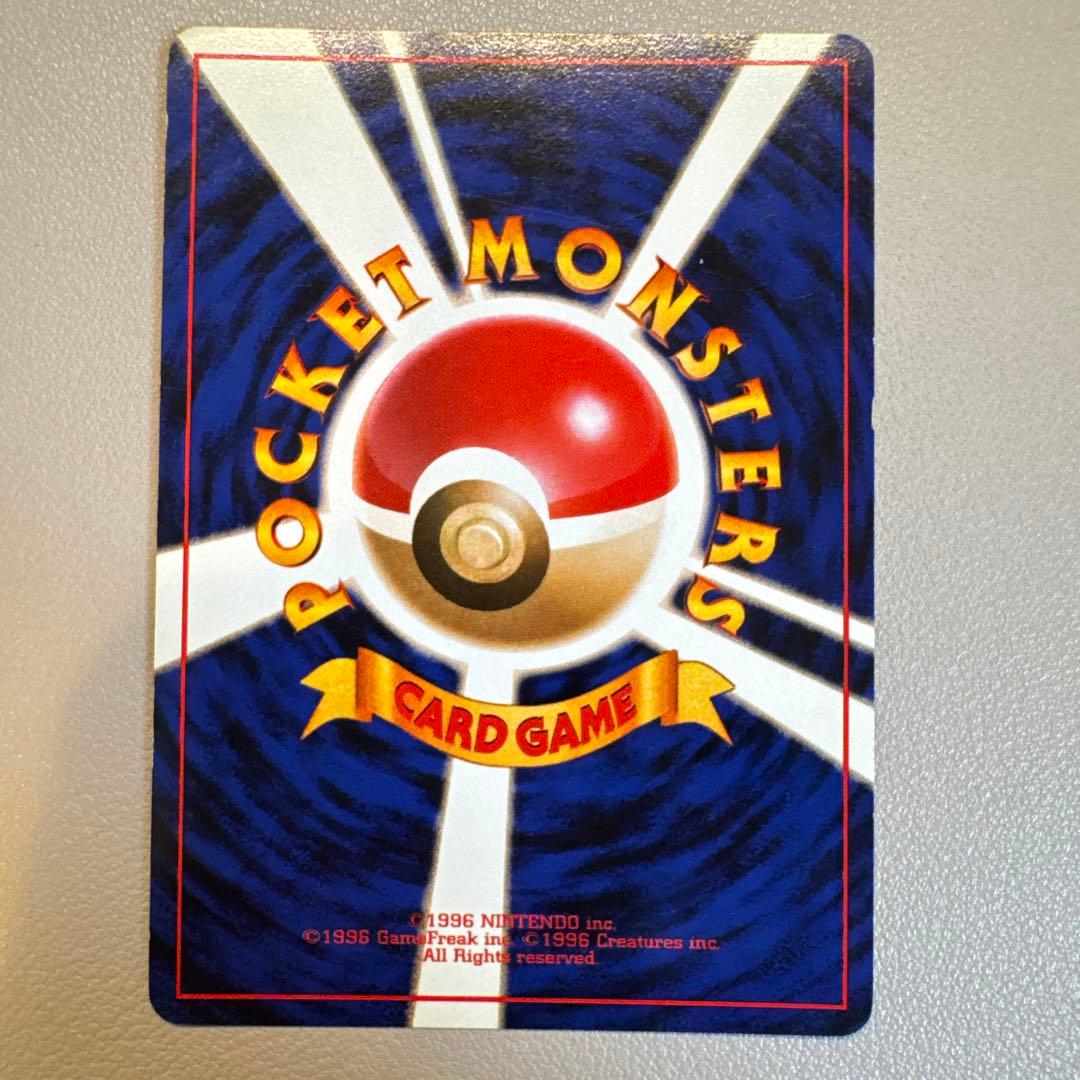 POCKET MONSTERS
CARD GAME
©1996 NINTENDO inc.
©1996 GameFreak inc. ©1996 Creatures inc.
All Rights reserved.